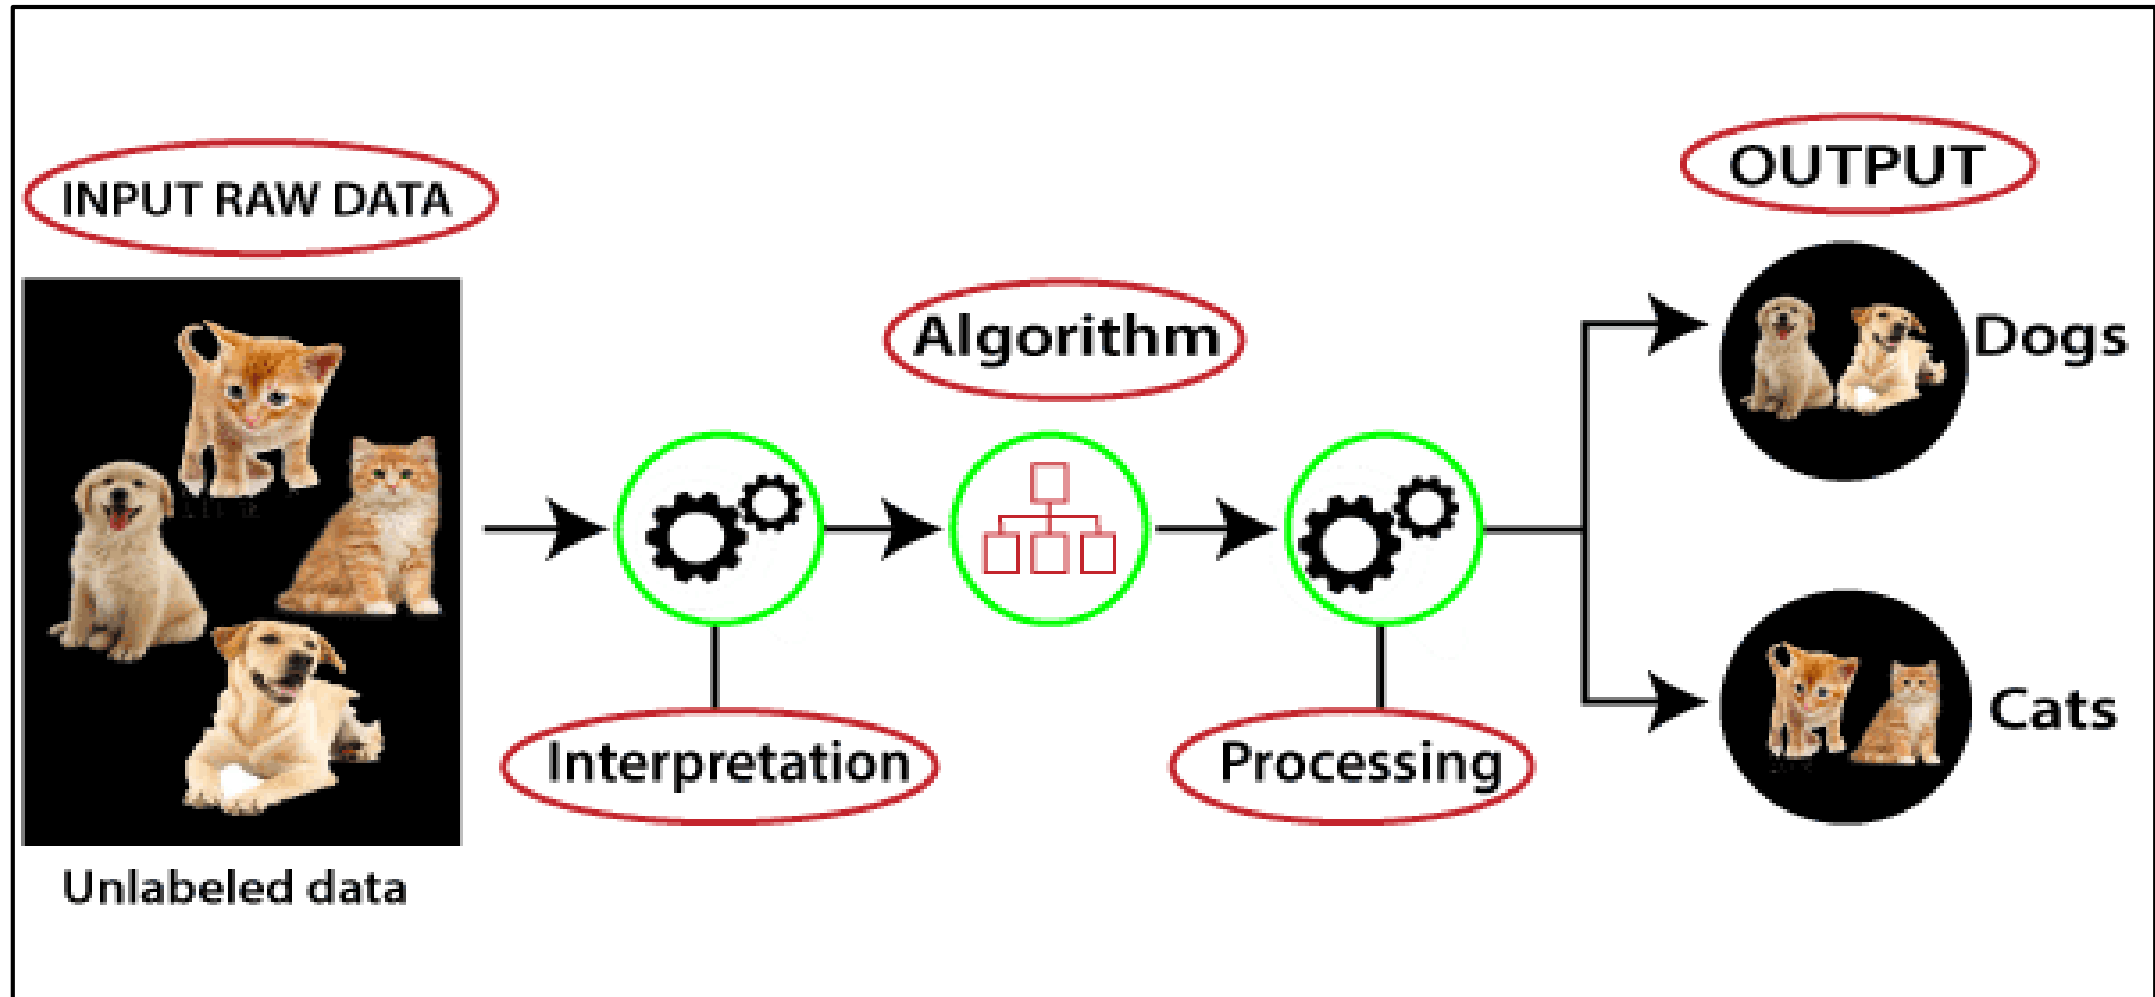 INPUT RAW DATA
Unlabeled data
Interpretation
Algorithm
Processing
OUTPUT
Dogs
Cats